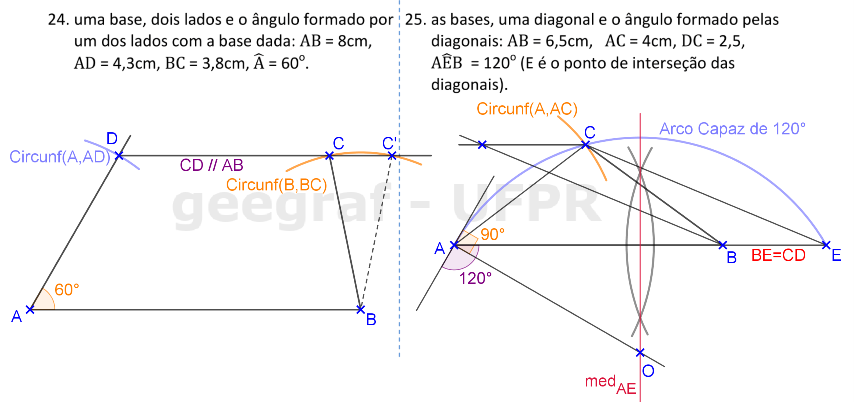 24. uma base, dois lados e o ângulo formado por
um dos lados com a base dada: AB = 8cm,
AD = 4,3cm, BC = 3,8cm, Â = 60°.
D
Circunf(A,AD)
CD // AB
C
C'
Circunf(B,BC)
60°
A
B
25. as bases, uma diagonal e o ângulo formado pelas
diagonais: AB = 6,5cm, AC = 4cm, DC = 2,5,
AÊB = 120° (E é o ponto de interseção das
diagonais).
Circunf(A,AC)
C
Arco Capaz de 120°
A
90°
120°
B
BE=CD
E
O
med AE
geegraf - UFPR